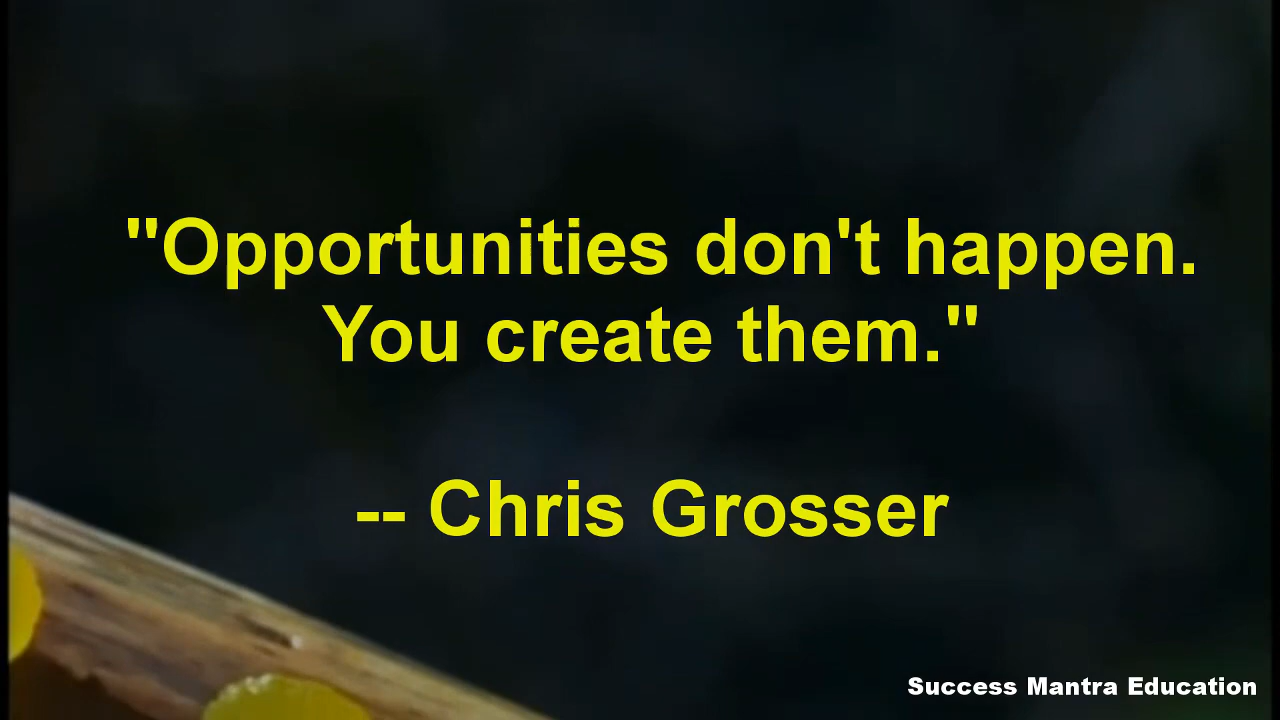 "Opportunities don't happen.
You create them."
-- Chris Grosser
Success Mantra Education